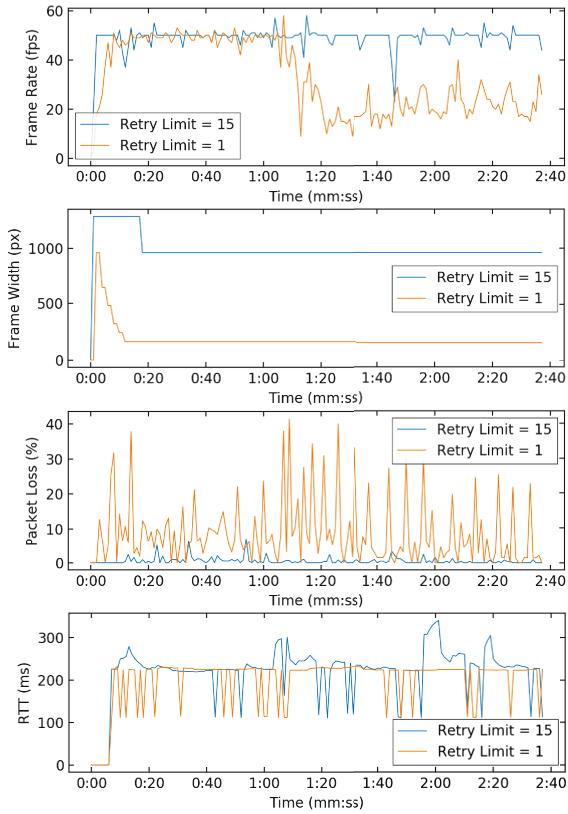 60
40
20
0
Frame Rate (fps)
Retry Limit = 15
Retry Limit = 1
0:00 0:20 0:40 1:00 1:20 1:40 2:00 2:20 2:40
Time (mm:ss)
1000
500
0
Frame Width (px)
Retry Limit = 15
Retry Limit = 1
0:00 0:20 0:40 1:00 1:20 1:40 2:00 2:20 2:40
Time (mm:ss)
40
30
20
10
0
Packet Loss (%)
Retry Limit = 15
Retry Limit = 1
0:00 0:20 0:40 1:00 1:20 1:40 2:00 2:20 2:40
Time (mm:ss)
300
200
100
0
RTT (ms)
Retry Limit = 15
Retry Limit = 1
0:00 0:20 0:40 1:00 1:20 1:40 2:00 2:20 2:40
Time (mm:ss)